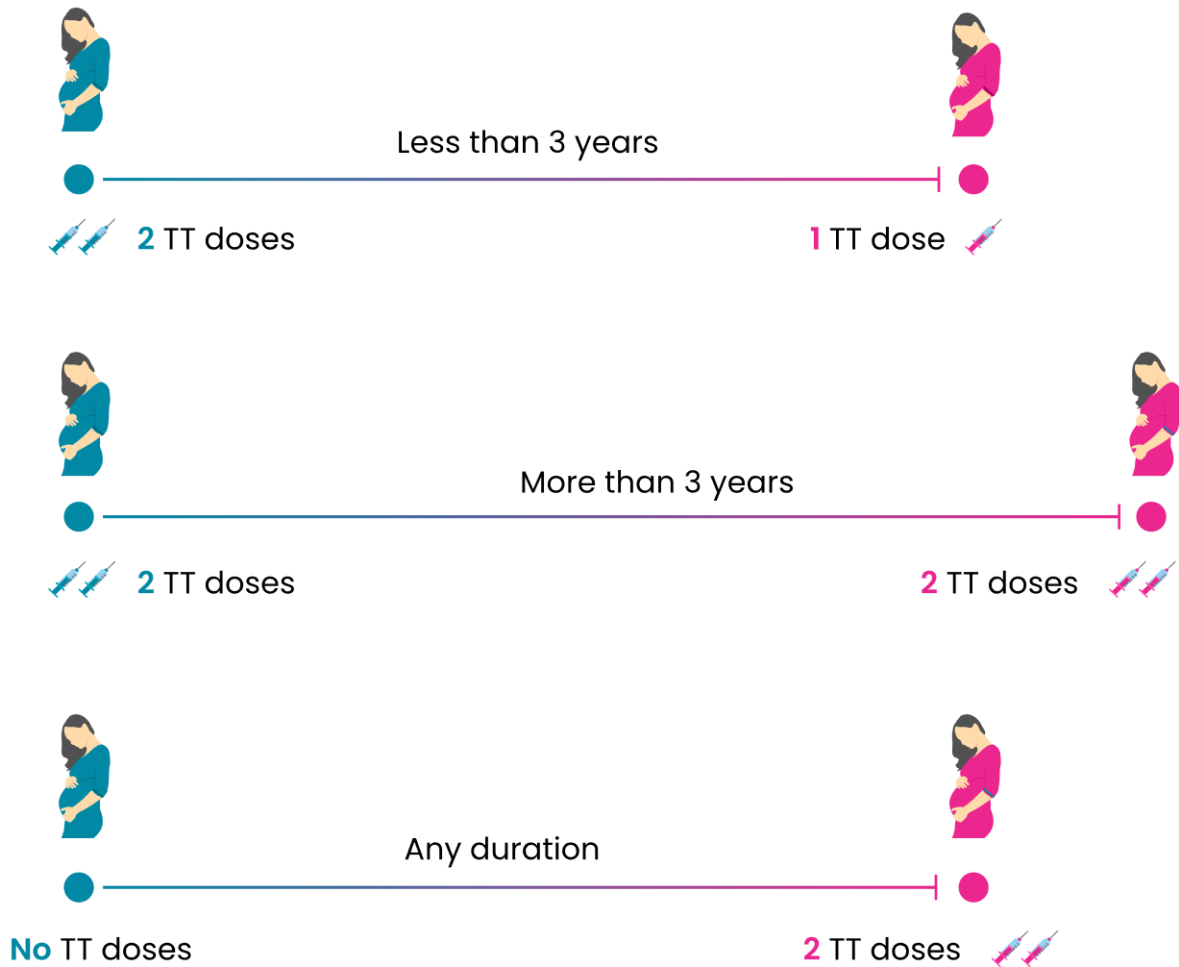 Less than 3 years
2 TT doses
1 TT dose
More than 3 years
2 TT doses
2 TT doses
Any duration
No TT doses
2 TT doses